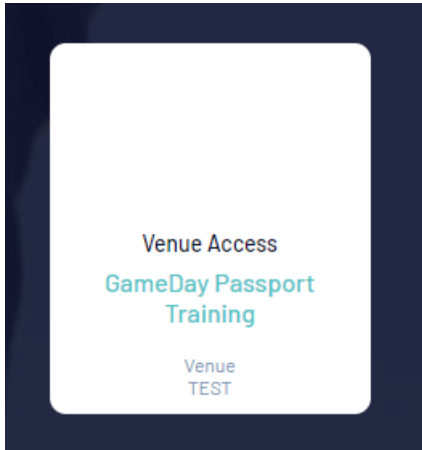 Venue Access
GameDay Passport
Training
Venue
TEST